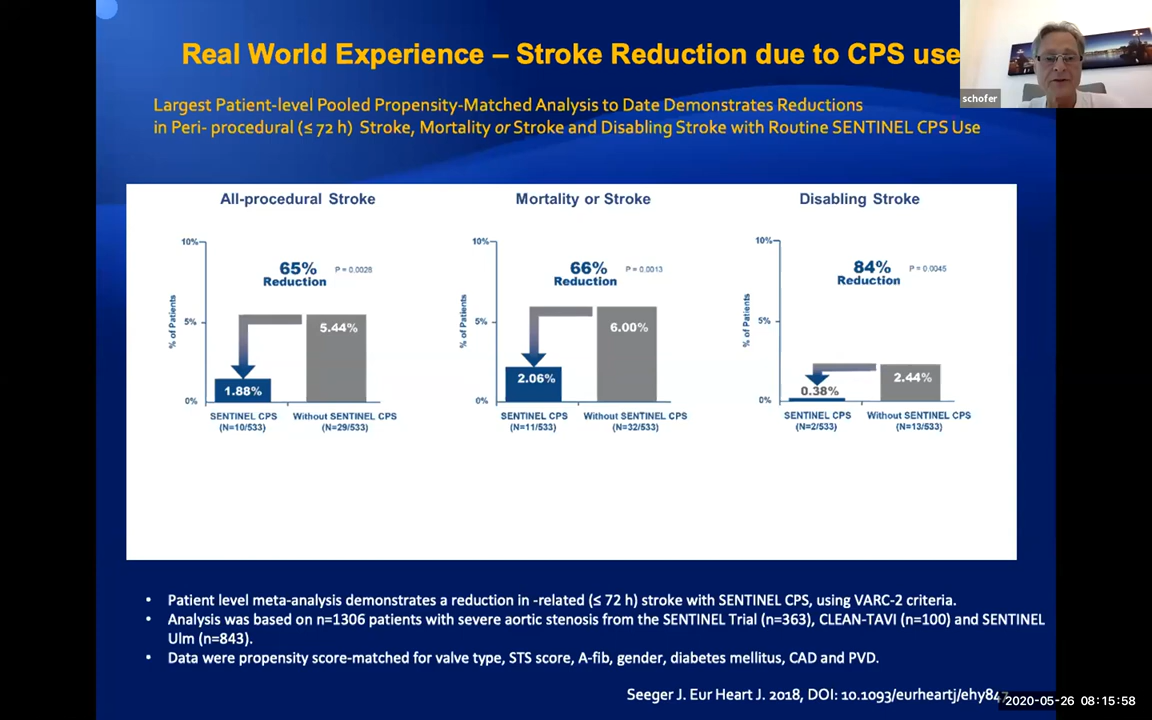 Real World Experience – Stroke Reduction due to CPS use
schofer
Largest Patient-level Pooled Propensity-Matched Analysis to Date Demonstrates Reductions
in Peri- procedural (≤ 72 h) Stroke, Mortality or Stroke and Disabling Stroke with Routine SENTINEL CPS Use
All-procedural Stroke
10%
65%
Reduction
P = 0.0028
% of Patients
5%
5.44%
1.88%
0%
SENTINEL CPS
(N=10/533)
Without SENTINEL CPS
(N=29/533)
Mortality or Stroke
10%
66%
Reduction
P = 0.0013
% of Patients
5%
6.00%
2.06%
0%
SENTINEL CPS
(N=11/533)
Without SENTINEL CPS
(N=32/533)
Disabling Stroke
10%
84%
Reduction
P = 0.0045
% of Patients
5%
2.44%
0.38%
0%
SENTINEL CPS
(N=2/533)
Without SENTINEL CPS
(N=13/533)
• Patient level meta-analysis demonstrates a reduction in -related (≤ 72 h) stroke with SENTINEL CPS, using VARC-2 criteria.
• Analysis was based on n=1306 patients with severe aortic stenosis from the SENTINEL Trial (n=363), CLEAN-TAVI (n=100) and SENTINEL
Ulm (n=843).
• Data were propensity score-matched for valve type, STS score, A-fib, gender, diabetes mellitus, CAD and PVD.
Seeger J. Eur Heart J. 2018, DOI: 10.1093/eurheartj/ehy847
2020-05-26 08:15:58